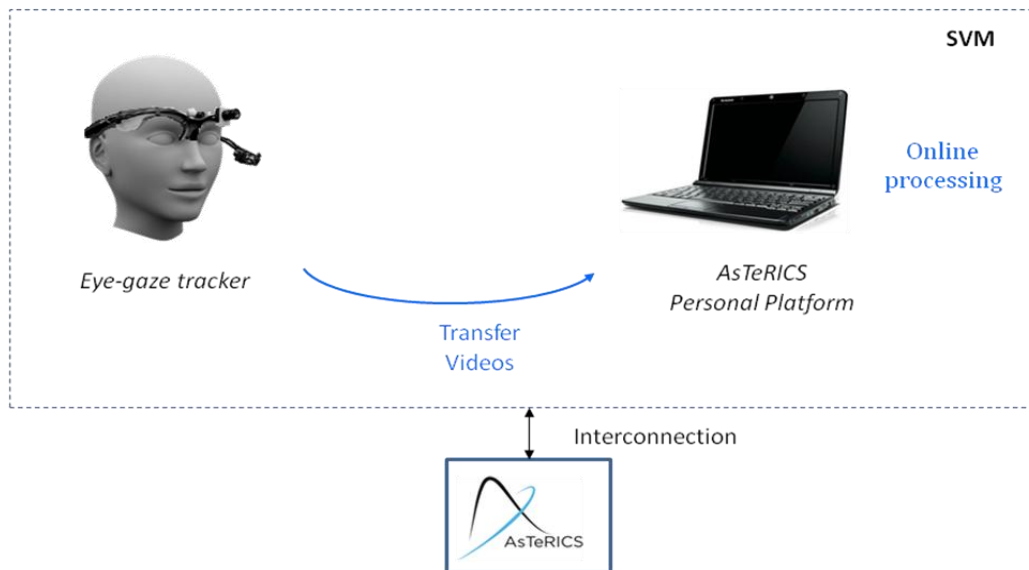 SVM
Online
processing
Eye-gaze tracker
AsTeRICS
Personal Platform
Transfer
Videos
Interconnection
AsTeRICS